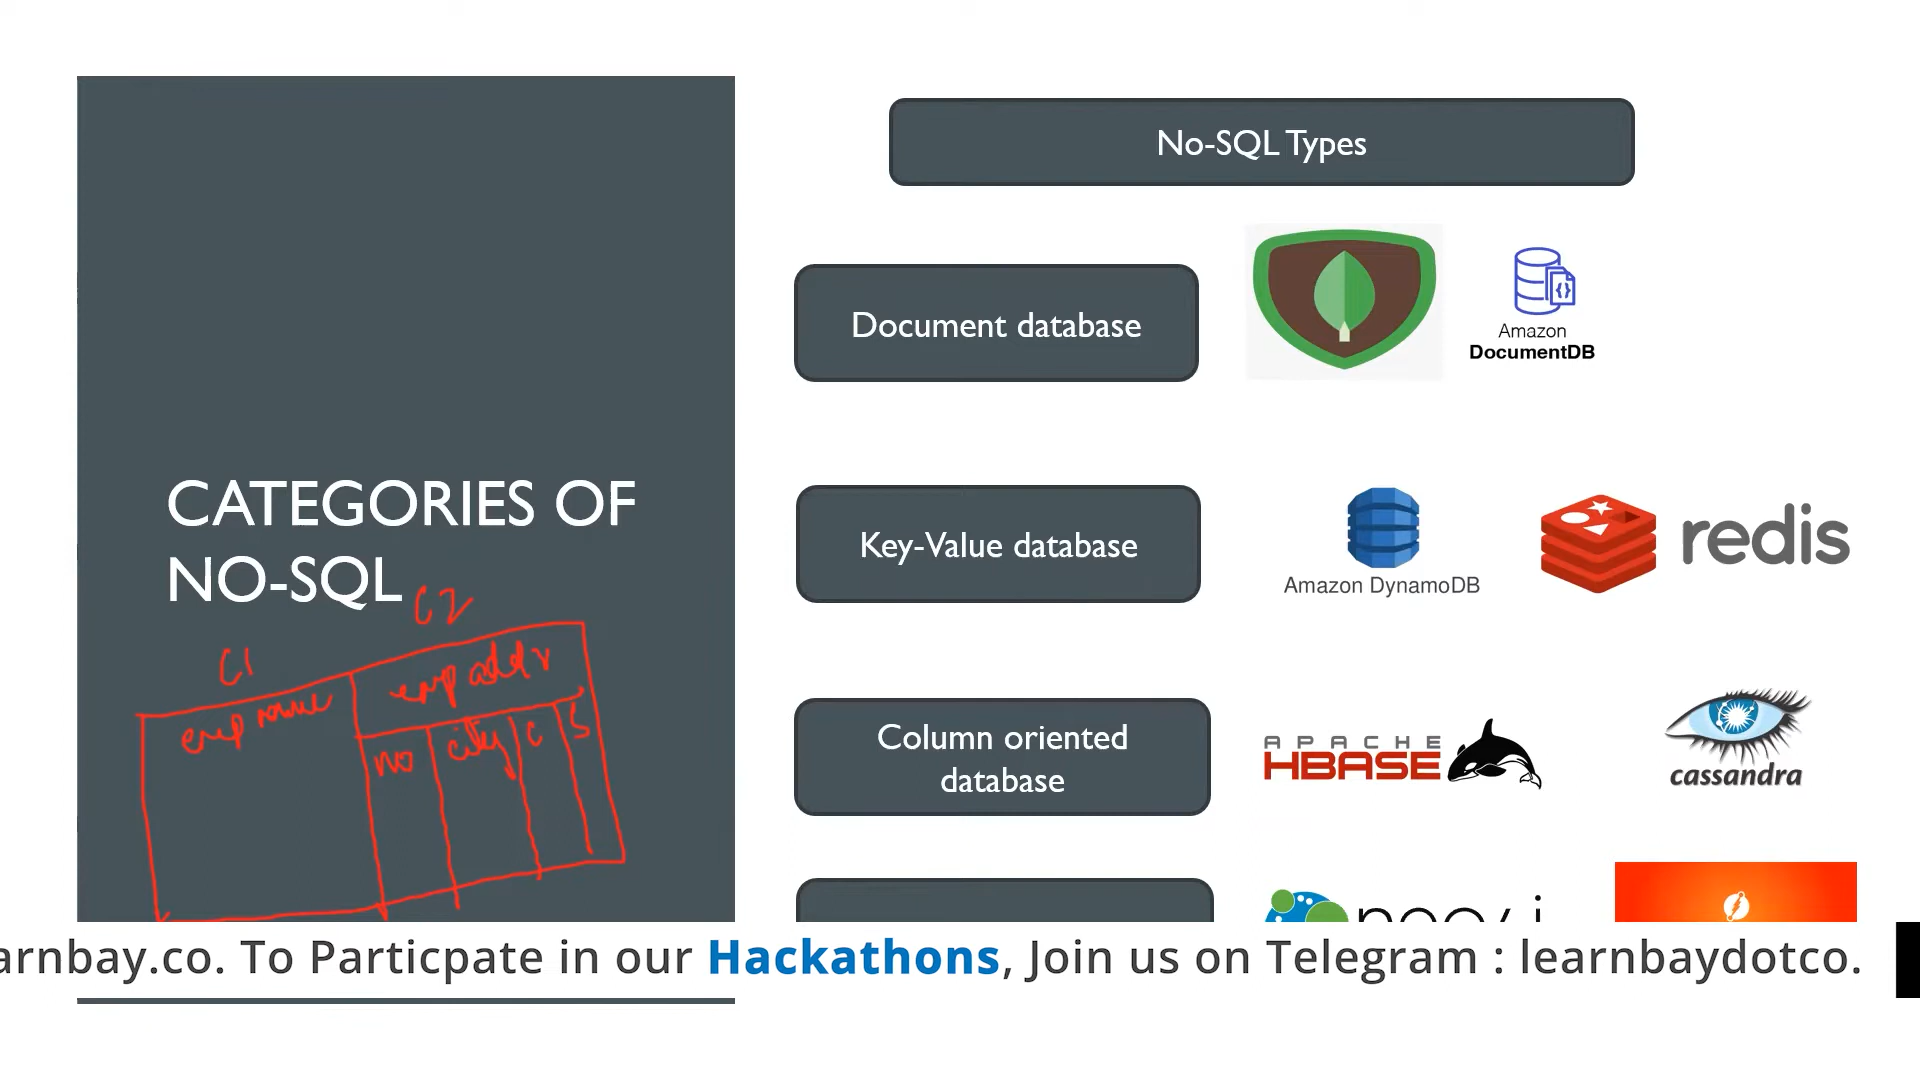 No-SQL Types
Document database
Amazon
DocumentDB
CATEGORIES OF
NO-SQL
Key-Value database
Amazon DynamoDB
redis
C1
C2
emp name
emp addr
no
city
C
S
Column oriented
database
APACHE
HBASE
cassandra
arnbay.co. To Particpate in our Hackathons, Join us on Telegram : learnbaydotco.